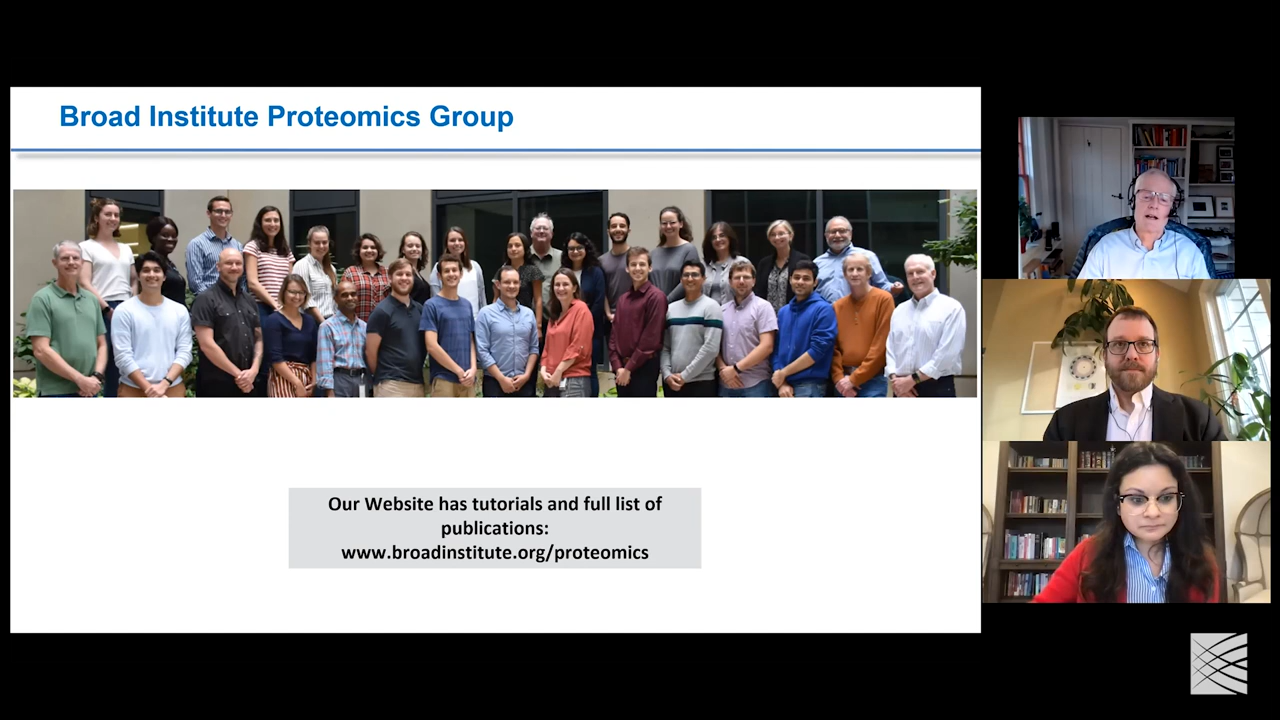 Broad Institute Proteomics Group
Our Website has tutorials and full list of
publications:
www.broadinstitute.org/proteomics